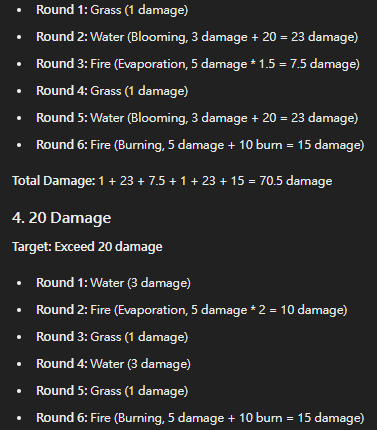 Round 1: Grass (1 damage)
Round 2: Water (Blooming, 3 damage + 20 = 23 damage)
Round 3: Fire (Evaporation, 5 damage * 1.5 = 7.5 damage)
Round 4: Grass (1 damage)
Round 5: Water (Blooming, 3 damage + 20 = 23 damage)
Round 6: Fire (Burning, 5 damage + 10 burn = 15 damage)
Total Damage: 1 + 23 + 7.5 + 1 + 23 + 15 = 70.5 damage
4. 20 Damage
Target: Exceed 20 damage
Round 1: Water (3 damage)
Round 2: Fire (Evaporation, 5 damage * 2 = 10 damage)
Round 3: Grass (1 damage)
Round 4: Water (3 damage)
Round 5: Grass (1 damage)
Round 6: Fire (Burning, 5 damage + 10 burn = 15 damage)